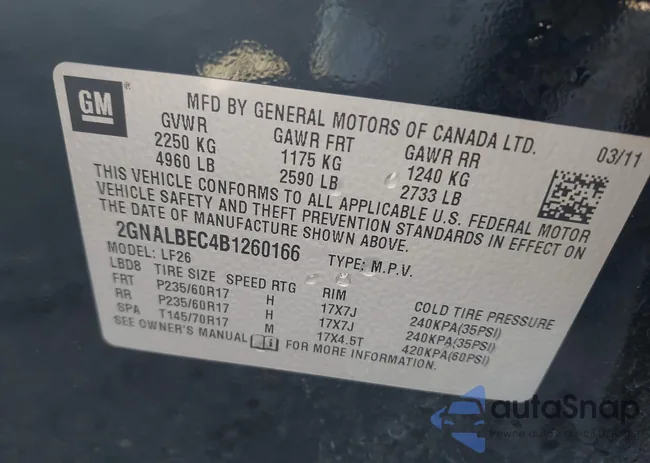 GM
MFD BY GENERAL MOTORS OF CANADA LTD.
GVWR GAWR FRT GAWR RR 03/11
2250 KG 1175 KG 1240 KG
4960 LB 2590 LB 2733 LB
THIS VEHICLE CONFORMS TO ALL APPLICABLE U.S. FEDERAL MOTOR
VEHICLE SAFETY AND THEFT PREVENTION STANDARDS IN EFFECT ON
THE DATE OF MANUFACTURE SHOWN ABOVE.
2GNALBEC4B1260166 TYPE: M.P.V.
MODEL: LF26
LBD8 TIRE SIZE SPEED RTG RIM COLD TIRE PRESSURE
FRT P235/60R17 H 17X7J 240KPA(35PSI)
RR P235/60R17 H 17X7J 240KPA(35PSI)
SPA T145/70R17 M 17X4.5T 420KPA(60PSI)
SEE OWNER'S MANUAL FOR MORE INFORMATION.
autaSnap